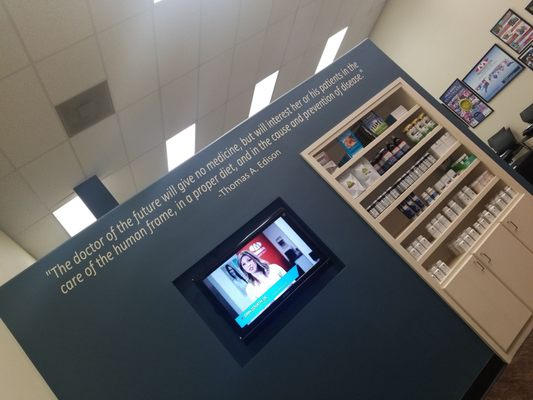 "The doctor of the future will give no medicine, but will interest her or his patients in the
care of the human frame, in a proper diet, and in the cause and prevention of disease."
-Thomas A. Edison